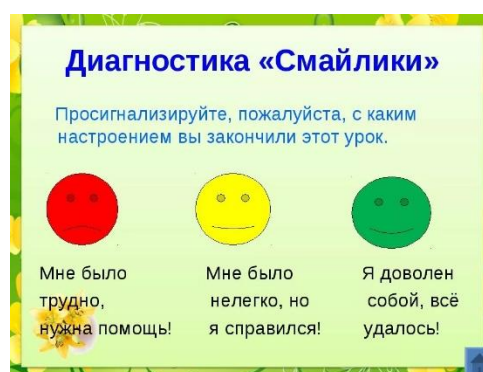 Диагностика «Смайлики»
Просигнализируйте, пожалуйста, с каким
настроением вы закончили этот урок.
Мне было
трудно,
нужна помощь!
Мне было
нелегко, но
я справился!
Я доволен
собой, всё
удалось!